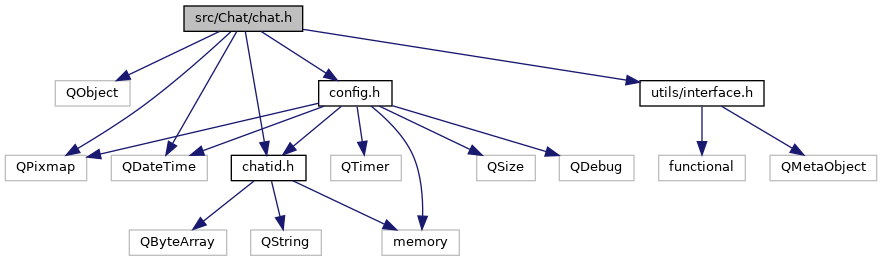 src/Chat/chat.h
QObject
config.h
utils/interface.h
QPixmap
QDateTime
chatid.h
QTimer
QSize
QDebug
functional
QMetaObject
QByteArray
QString
memory